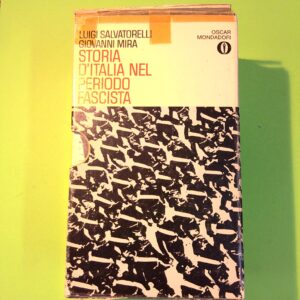 LUIGI SALVATORELLI
GIOVANNI MIRA
STORIA
D'ITALIA NEL
PERIODO
FASCISTA
OSCAR
MONDADORI